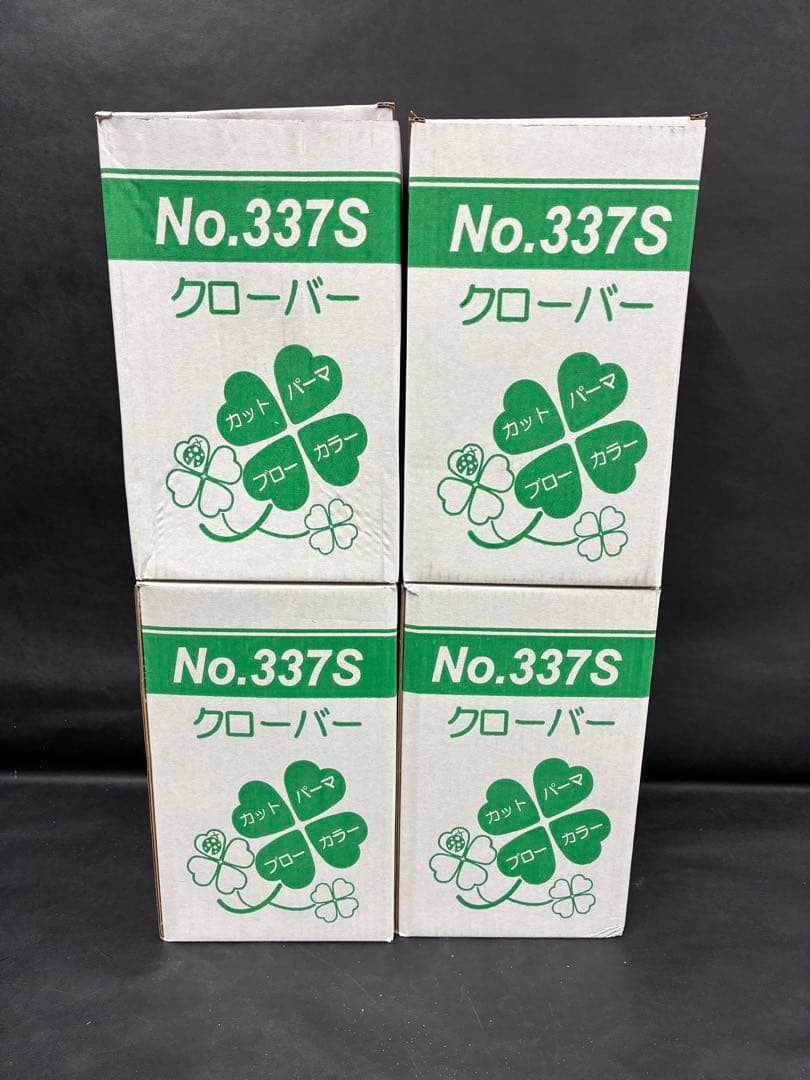 No.337S
クローバー
カット
パーマ
ブロー
カラー
No.337S
クローバー
カット
パーマ
ブロー
カラー
No.337S
クローバー
カット
パーマ
ブロー
カラー
No.337S
クローバー
カット
パーマ
ブロー
カラー